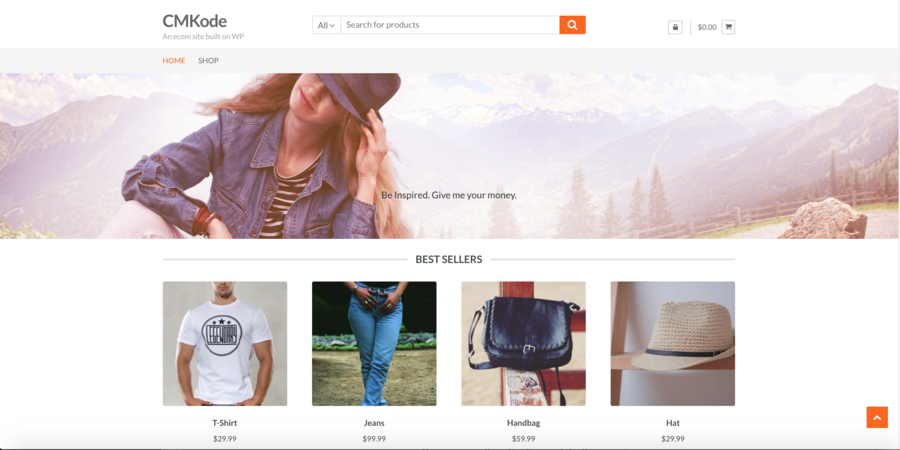 CMKode
An ecom site built on WP
All
Search for products
$0.00
HOME SHOP
Be Inspired. Give me your money.
BEST SELLERS
LEGENDARY
T-Shirt
$29.99
Jeans
$99.99
Handbag
$59.99
Hat
$29.99